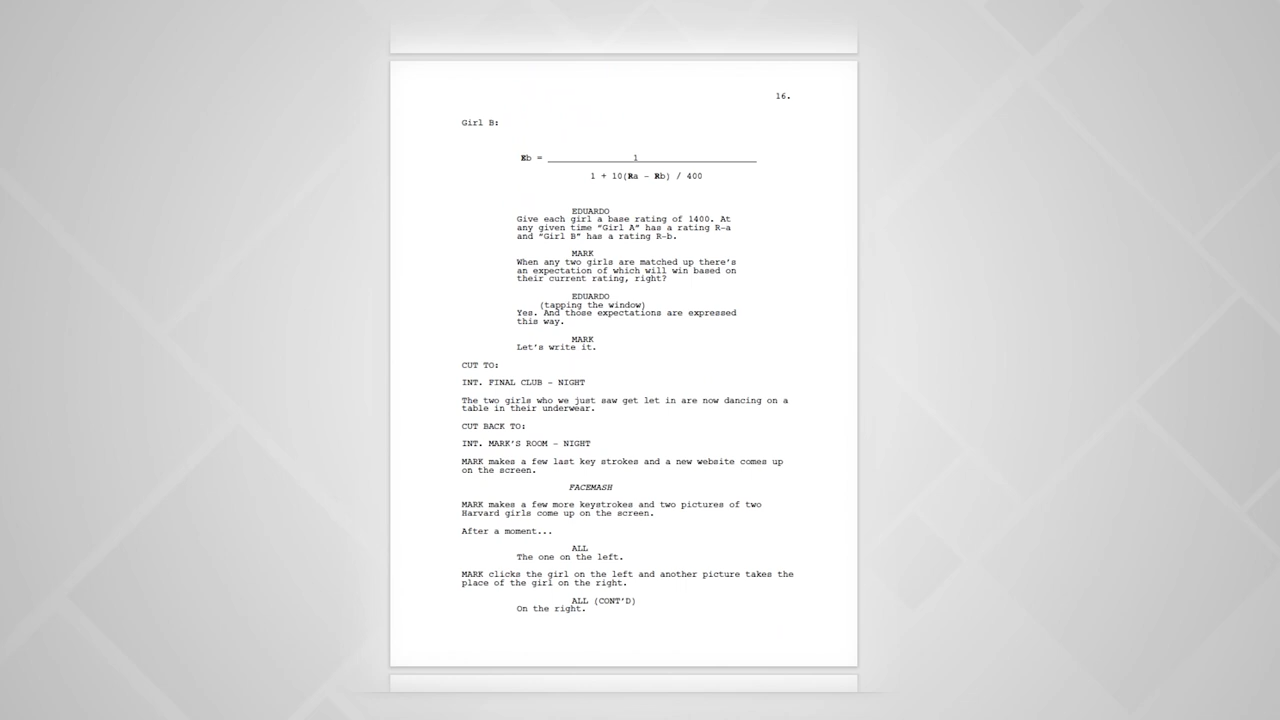 16.
Girl B:
Eb = 1
1 + 10(Ra - Rb) / 400
EDUARDO
Give each girl a base rating of 1400. At
any given time "Girl A" has a rating R-a
and "Girl B" has a rating R-b.
MARK
When any two girls are matched up there's
an expectation of which will win based on
their current rating, right?
EDUARDO
(tapping the window)
Yes. And those expectations are expressed
this way.
MARK
Let's write it.
CUT TO:
INT. FINAL CLUB - NIGHT
The two girls who we just saw get let in are now dancing on a
table in their underwear.
CUT BACK TO:
INT. MARK'S ROOM - NIGHT
MARK makes a few last key strokes and a new website comes up
on the screen.
FACEMASH
MARK makes a few more keystrokes and two pictures of two
Harvard girls come up on the screen.
After a moment...
ALL
The one on the left.
MARK clicks the girl on the left and another picture takes the
place of the girl on the right.
ALL (CONT'D)
On the right.